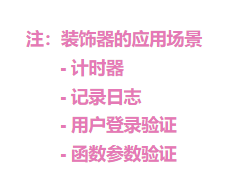 注：装饰器的应用场景
- 计时器
- 记录日志
- 用户登录验证
- 函数参数验证